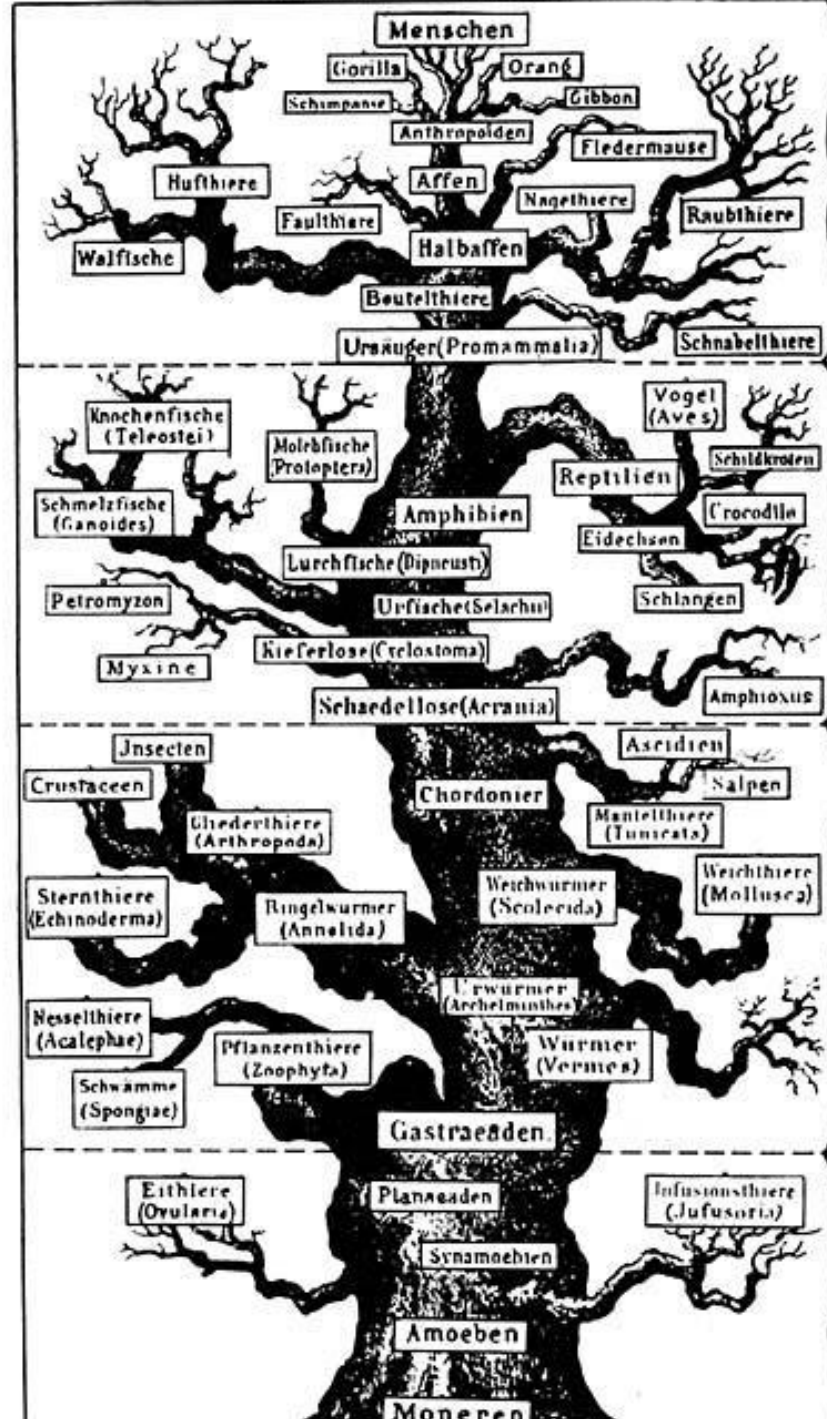 Menschen
Gorilla
Orang
Schimpanse
Gibbon
Anthropoiden
Fledermause
Affen
Hufthiere
Nagethiere
Faulthiere
Raubthiere
Walfische
Halbaffen
Beutelthiere
Ursäuger (Promammalia)
Schnabelthiere
Vogel
(Aves)
Knochenfische
(Teleostei)
Molchfische
(Protoptera)
Schildkroten
Reptilien
Schmelzfische
(Ganoides)
Amphibien
Crocodile
Eidechsen
Lurchfische (Dipneusti)
Petromyzon
Urfische (Selachii)
Schlangen
Kieferlose (Cyclostoma)
Myxine
Amphioxus
Schaedellose (Acrania)
Insecten
Ascidien
Crustaceen
Salpen
Chordonier
Gliederthiere
(Arthropoda)
Mantelthiere
(Tunicata)
Sternthiere
(Echinoderma)
Ringelwurmer
(Annelida)
Weichwurmer
(Scolecida)
Weichthiere
(Mollusca)
Urwurmer
(Archelminthes)
Nesselthiere
(Acalephae)
Pflanzenthiere
(Zoophyta)
Wurmer
(Vermes)
Schwämme
(Spongiae)
Gastraeaden
Eithiere
(Ovularia)
Planaeaden
Infusionsthiere
(Jufusoria)
Synamoebien
Amoeben
Moneren